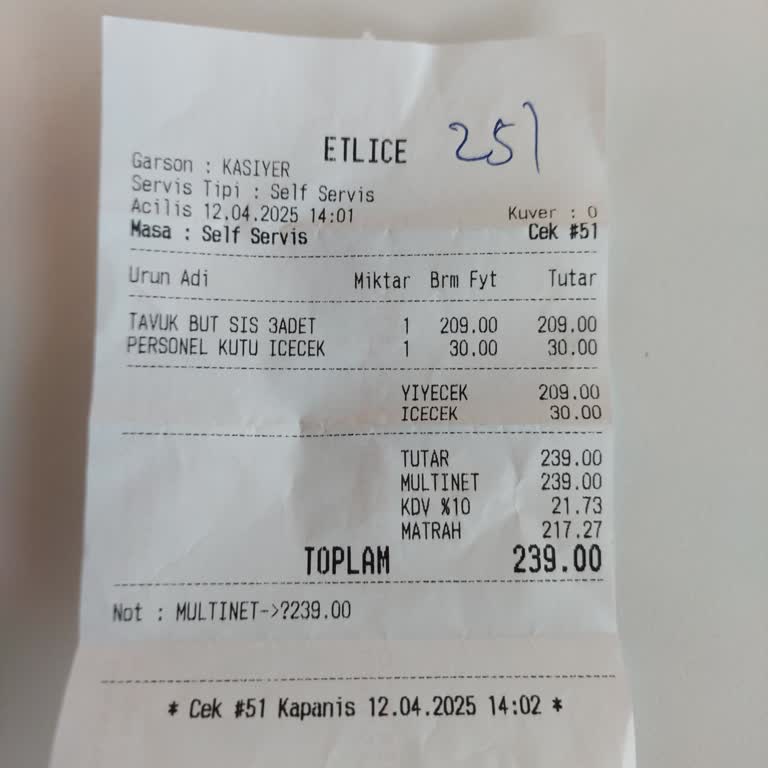 ETLICE 251
Garson : KASIYER
Servis Tipi : Self Servis
Acilis 12.04.2025 14:01 Kuver : 0
Masa : Self Servis Cek #51
Urun Adi Miktar Brm Fyt Tutar
TAVUK BUT SIS 3ADET 1 209.00 209.00
PERSONEL KUTU ICECEK 1 30.00 30.00
YIYECEK 209.00
ICECEK 30.00
TUTAR 239.00
MULTINET 239.00
KDV %10 21.73
MATRAH 217.27
TOPLAM 239.00
Not : MULTINET->?239.00
* Cek #51 Kapanis 12.04.2025 14:02 *